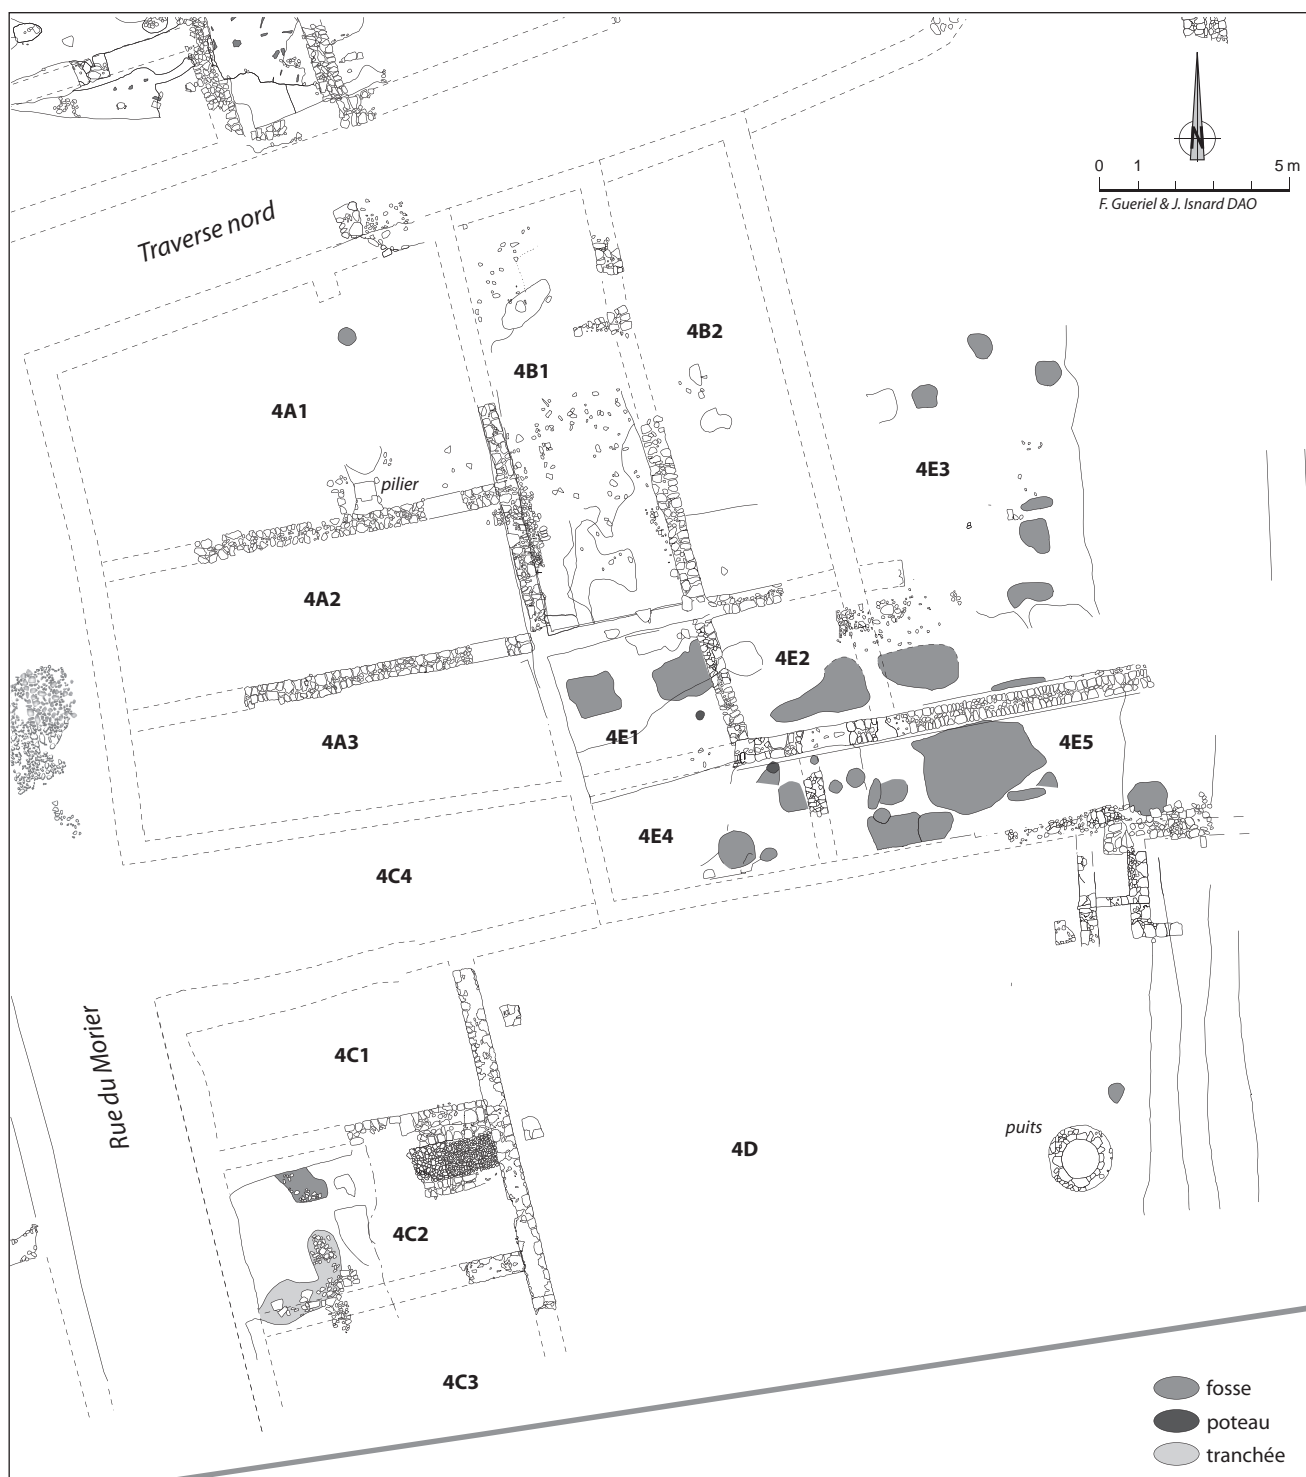 N
0 1 5 m
F. Gueriel & J. Isnard DAO
Traverse nord
4B2
4B1
4A1
4E3
pilier
4A2
4E2
4E1
4A3
4E5
4E4
4C4
Rue du Morier
4C1
puits
4D
4C2
4C3
fosse
poteau
tranchée